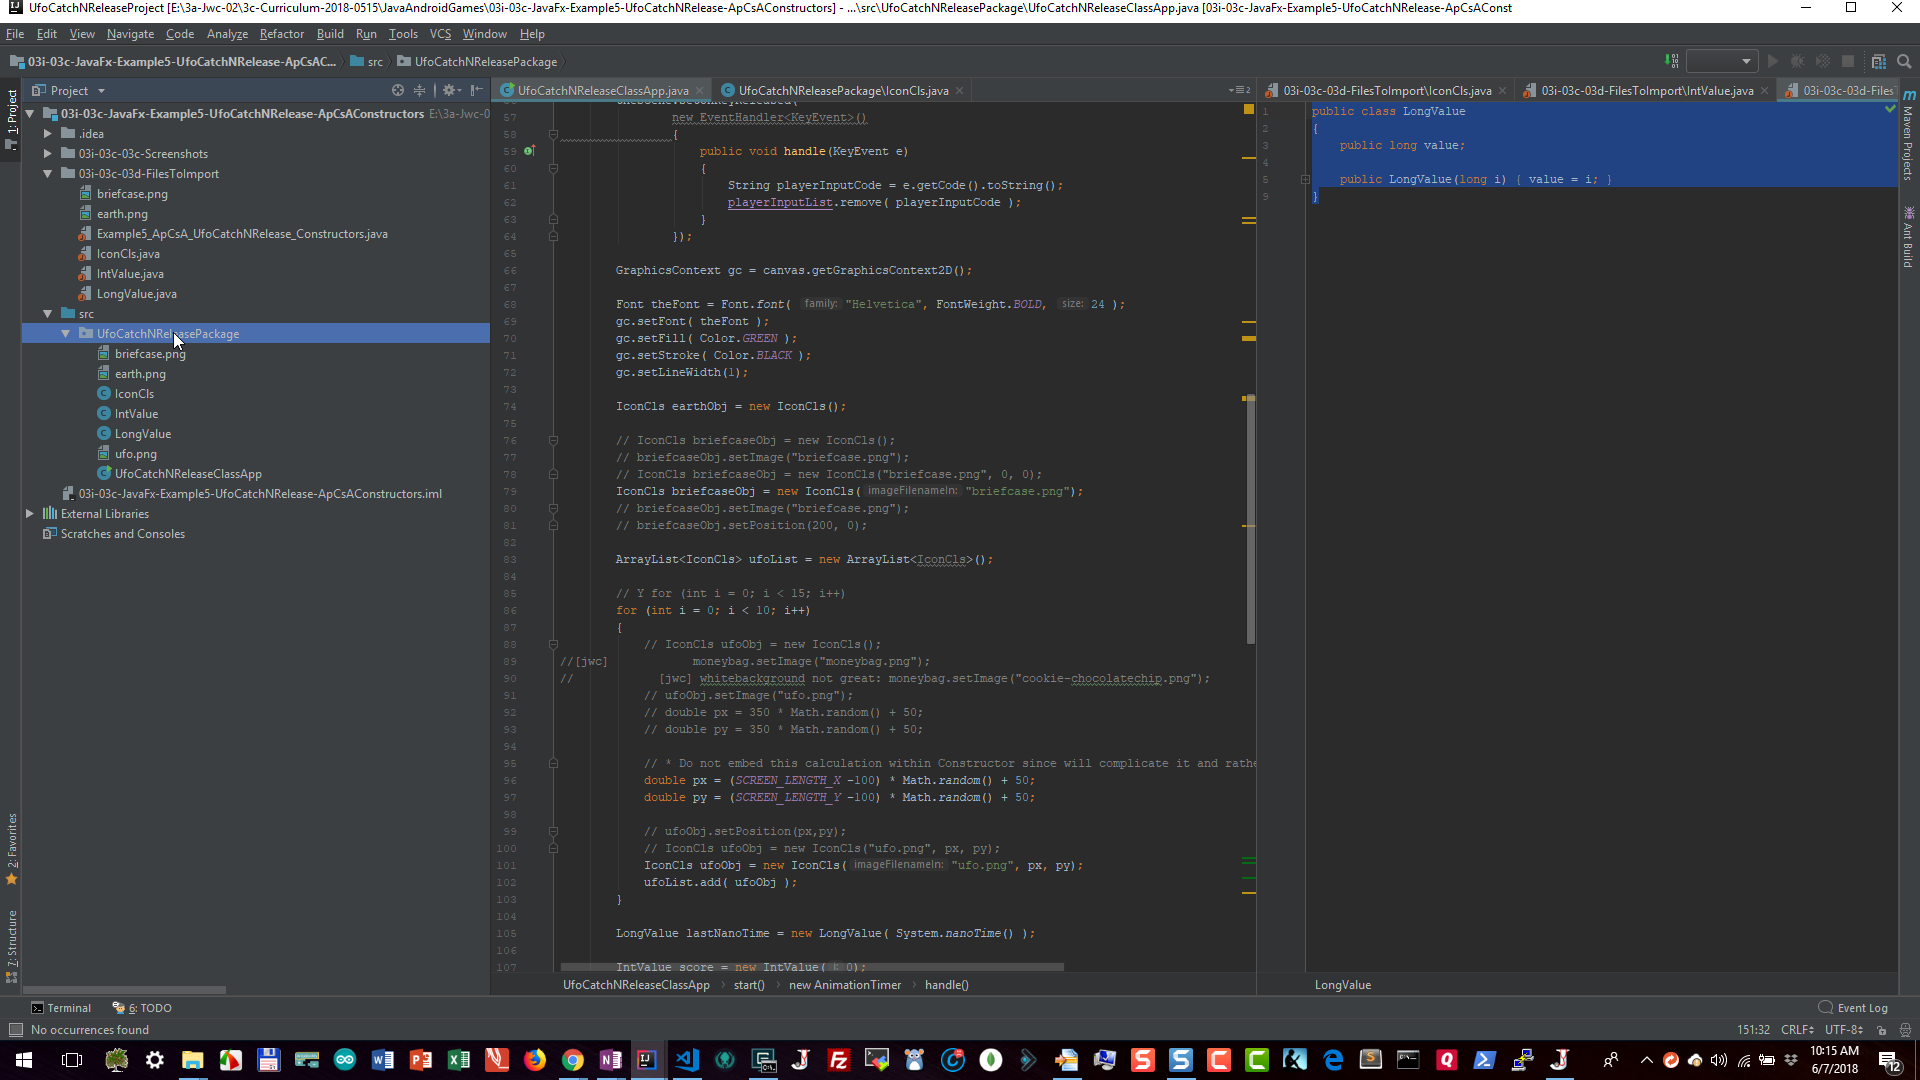 UfoCatchNReleaseProject [E:\3a-Jwc-02\3c-Curriculum-2018-0515\JavaAndroidGames\03i-03c-JavaFx-Example5-UfoCatchNRelease-ApCsAConstructors] - ...\src\UfoCatchNReleasePackage\UfoCatchNReleaseClassApp.java [03i-03c-JavaFx-Example5-UfoCatchNRelease-ApCsAConst
File Edit View Navigate Code Analyze Refactor Build Run Tools VCS Window Help
03i-03c-JavaFx-Example5-UfoCatchNRelease-ApCsAC... src UfoCatchNReleasePackage
Project
UfoCatchNReleaseClassApp.java UfoCatchNReleasePackage\IconCls.java 03i-03c-03d-FilesToImport\IconCls.java 03i-03c-03d-FilesToImport\IntValue.java 03i-03c-03d-Files
1: Project
2: Favorites
7: Structure
03i-03c-JavaFx-Example5-UfoCatchNRelease-ApCsAConstructors E:\3a-Jwc-0
.idea
03i-03c-03c-Screenshots
03i-03c-03d-FilesToImport
briefcase.png
earth.png
Example5_ApCsA_UfoCatchNRelease_Constructors.java
IconCls.java
IntValue.java
LongValue.java
src
UfoCatchNReleasePackage
briefcase.png
earth.png
IconCls
IntValue
LongValue
ufo.png
UfoCatchNReleaseClassApp
03i-03c-JavaFx-Example5-UfoCatchNRelease-ApCsAConstructors.iml
External Libraries
Scratches and Consoles
57 new EventHandler<KeyEvent>()
58 {
59 public void handle(KeyEvent e)
60 {
61 String playerInputCode = e.getCode().toString();
62 playerInputList.remove( playerInputCode );
63 }
64 });
65
66 GraphicsContext gc = canvas.getGraphicsContext2D();
67
68 Font theFont = Font.font( family: "Helvetica", FontWeight.BOLD, size: 24 );
69 gc.setFont( theFont );
70 gc.setFill( Color.GREEN );
71 gc.setStroke( Color.BLACK );
72 gc.setLineWidth(1);
73
74 IconCls earthObj = new IconCls();
75
76 // IconCls briefcaseObj = new IconCls();
77 // briefcaseObj.setImage("briefcase.png");
78 // IconCls briefcaseObj = new IconCls("briefcase.png", 0, 0);
79 IconCls briefcaseObj = new IconCls( imageFilenameIn: "briefcase.png");
80 // briefcaseObj.setImage("briefcase.png");
81 // briefcaseObj.setPosition(200, 0);
82
83 ArrayList<IconCls> ufoList = new ArrayList<IconCls>();
84
85 // Y for (int i = 0; i < 15; i++)
86 for (int i = 0; i < 10; i++)
87 {
88 // IconCls ufoObj = new IconCls();
89 //[jwc] moneybag.setImage("moneybag.png");
90 // [jwc] whitebackground not great: moneybag.setImage("cookie-chocolatechip.png");
91 // ufoObj.setImage("ufo.png");
92 // double px = 350 * Math.random() + 50;
93 // double py = 350 * Math.random() + 50;
94
95 // * Do not embed this calculation within Constructor since will complicate it and rathe
96 double px = (SCREEN_LENGTH_X -100) * Math.random() + 50;
97 double py = (SCREEN_LENGTH_Y -100) * Math.random() + 50;
98
99 // ufoObj.setPosition(px,py);
100 // IconCls ufoObj = new IconCls("ufo.png", px, py);
101 IconCls ufoObj = new IconCls( imageFilenameIn: "ufo.png", px, py);
102 ufoList.add( ufoObj );
103 }
104
105 LongValue lastNanoTime = new LongValue( System.nanoTime() );
106
107 IntValue score = new IntValue( i: 0);
UfoCatchNReleaseClassApp start() new AnimationTimer handle()
1 public class LongValue
2 {
3 public long value;
4
5 public LongValue(long i) { value = i; }
9 }
LongValue
Maven Projects
Ant Build
Terminal 6: TODO Event Log
No occurrences found 151:32 CRLF UTF-8
10:15 AM
6/7/2018
12